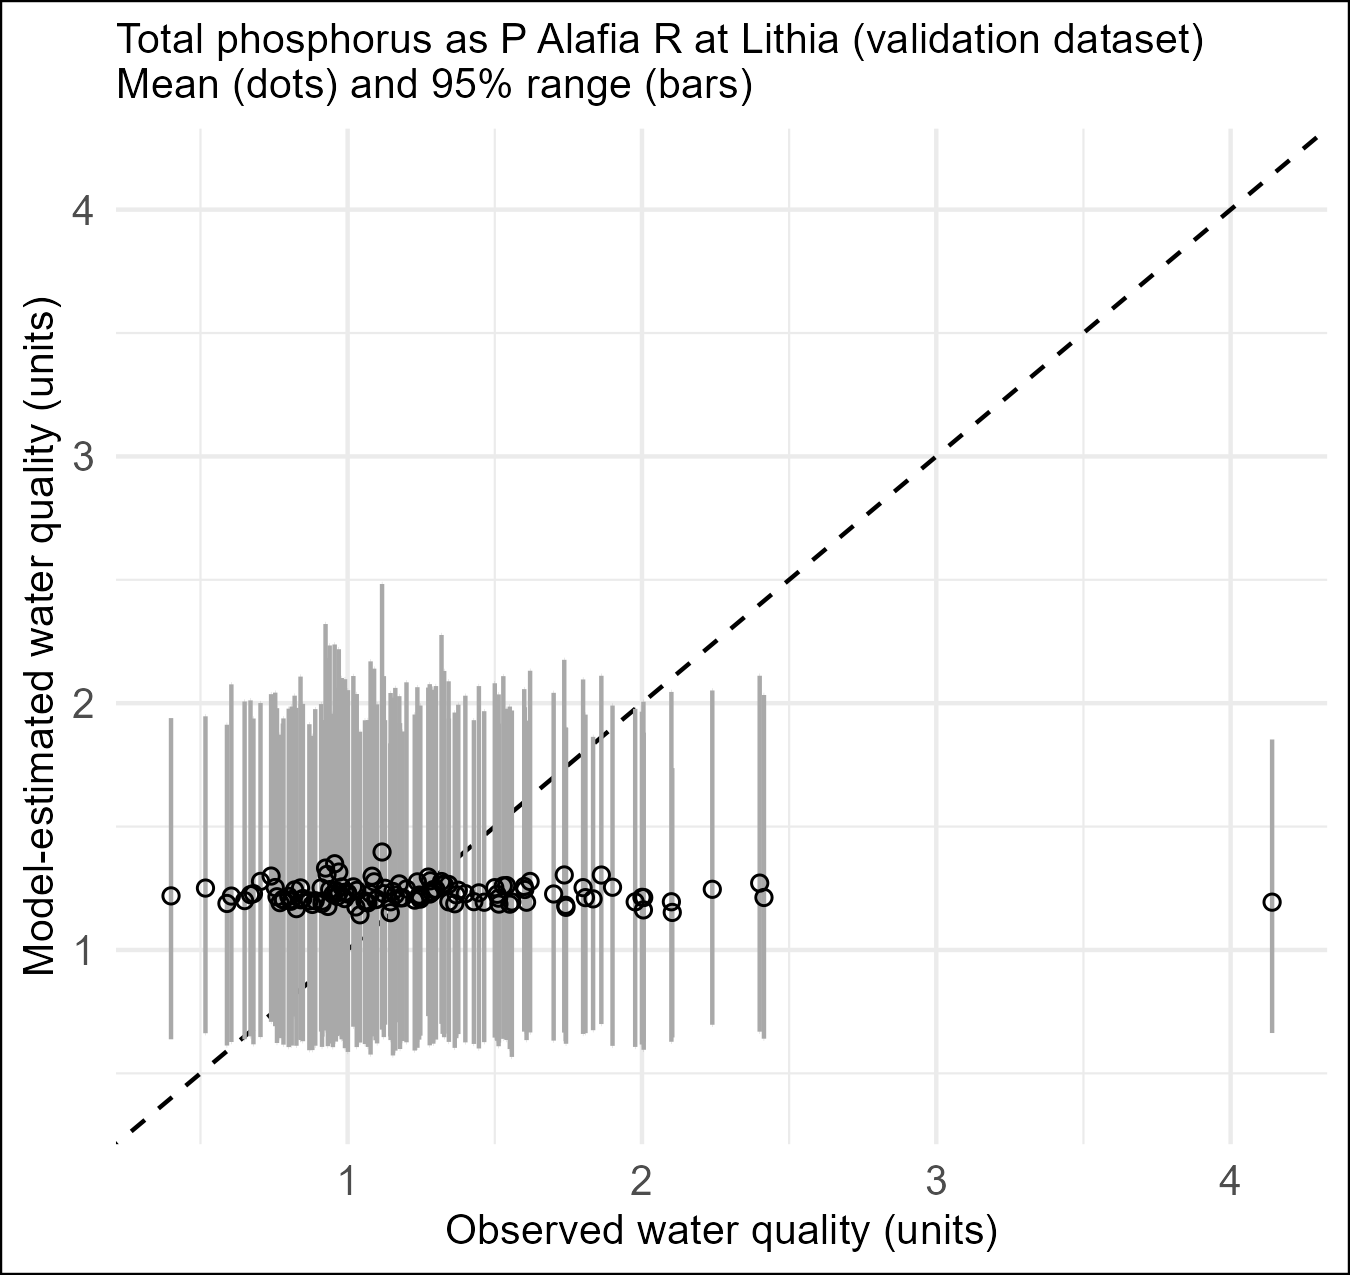 Total phosphorus as P Alafia R at Lithia (validation dataset)
Mean (dots) and 95% range (bars)
Model-estimated water quality (units)
4
3
2
1
1
2
3
4
Observed water quality (units)